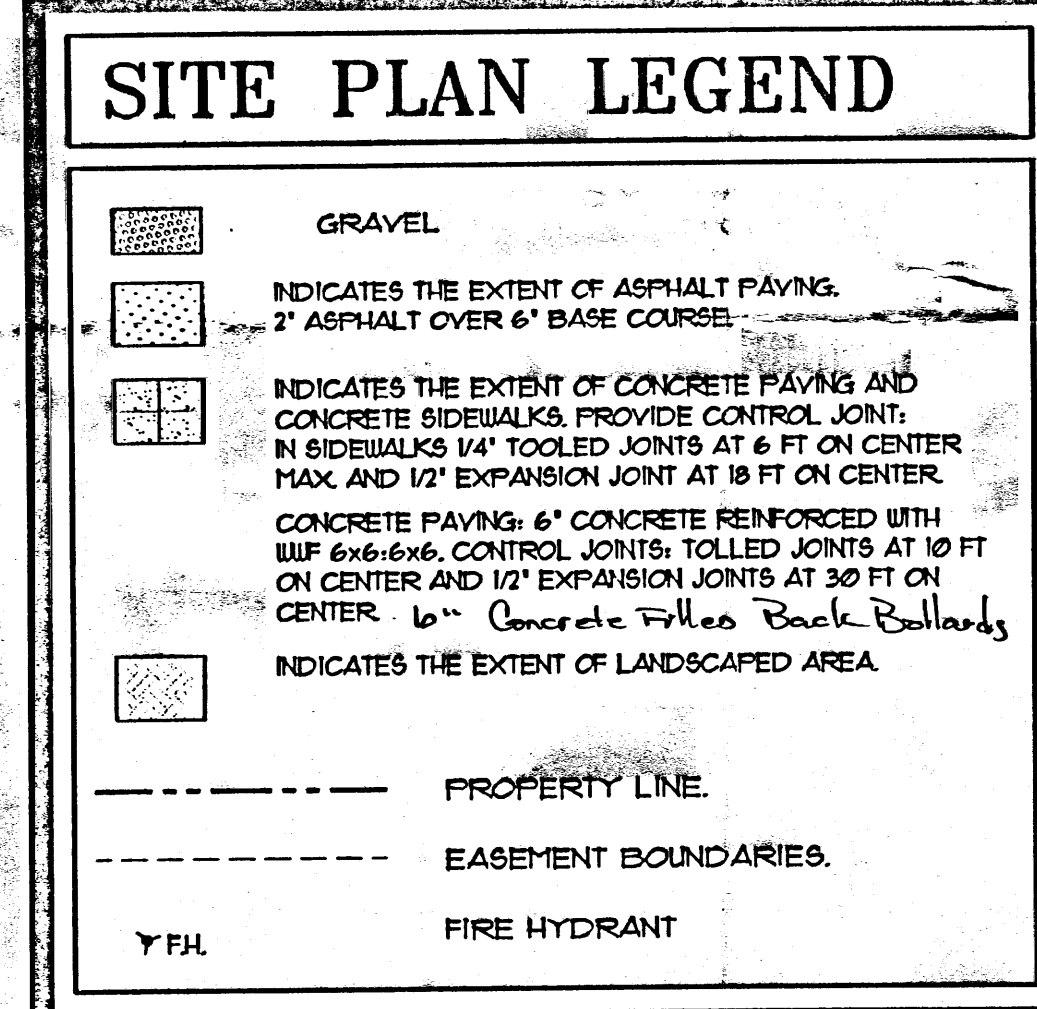 SITE PLAN LEGEND
GRAVEL
INDICATES THE EXTENT OF ASPHALT PAVING.
2" ASPHALT OVER 6" BASE COURSE.
INDICATES THE EXTENT OF CONCRETE PAVING AND
CONCRETE SIDEWALKS. PROVIDE CONTROL JOINT:
IN SIDEWALKS 1/4" TOOLED JOINTS AT 6 FT ON CENTER
MAX. AND 1/2" EXPANSION JOINT AT 18 FT ON CENTER.
CONCRETE PAVING: 6" CONCRETE REINFORCED WITH
WWF 6x6:6x6. CONTROL JOINTS: TOLLED JOINTS AT 10 FT
ON CENTER AND 1/2" EXPANSION JOINTS AT 30 FT ON
CENTER. 6" Concrete Filled Back Bollards
INDICATES THE EXTENT OF LANDSCAPED AREA.
PROPERTY LINE.
EASEMENT BOUNDARIES.
F.H. FIRE HYDRANT